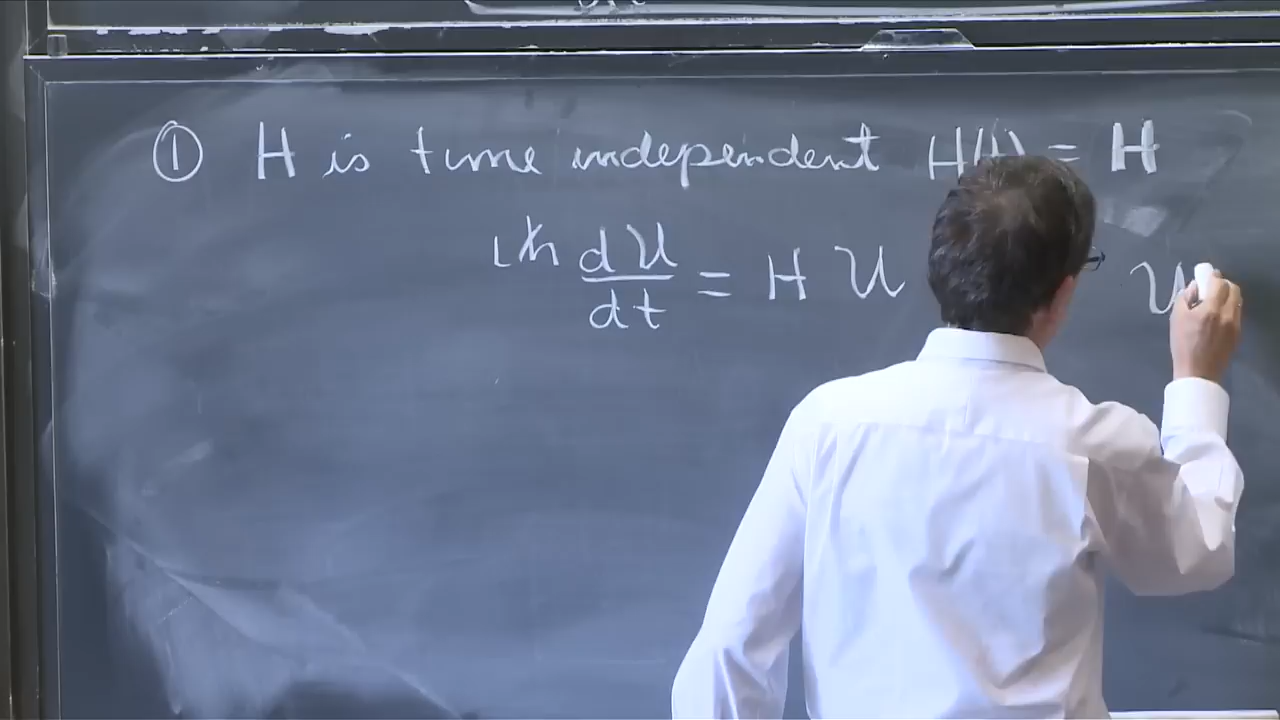 ① H is time independent H(t) = H
iħ d𝒰/dt = H 𝒰 𝒰